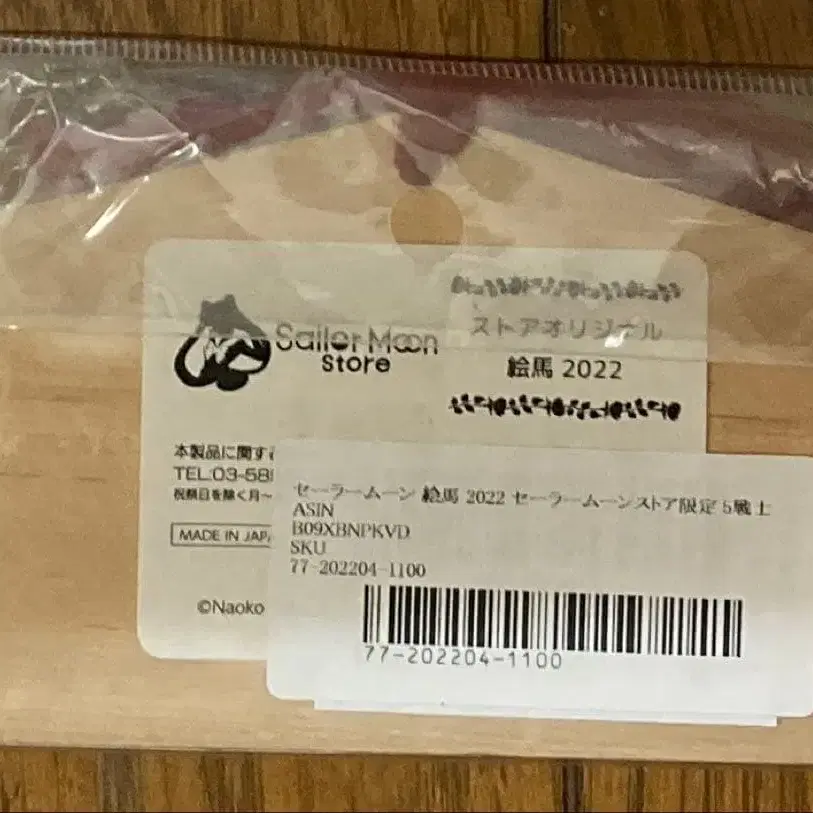 Sailor Moon
store
ストアオリジナル
絵馬 2022
本製品に関する
TEL:03-58
祝祭日を除く月〜
MADE IN JAPA
©Naoko
セーラームーン 絵馬 2022 セーラームーンストア限定 5戦士
ASIN
B09XBNPKVD
SKU
77-202204-1100
77-202204-1100